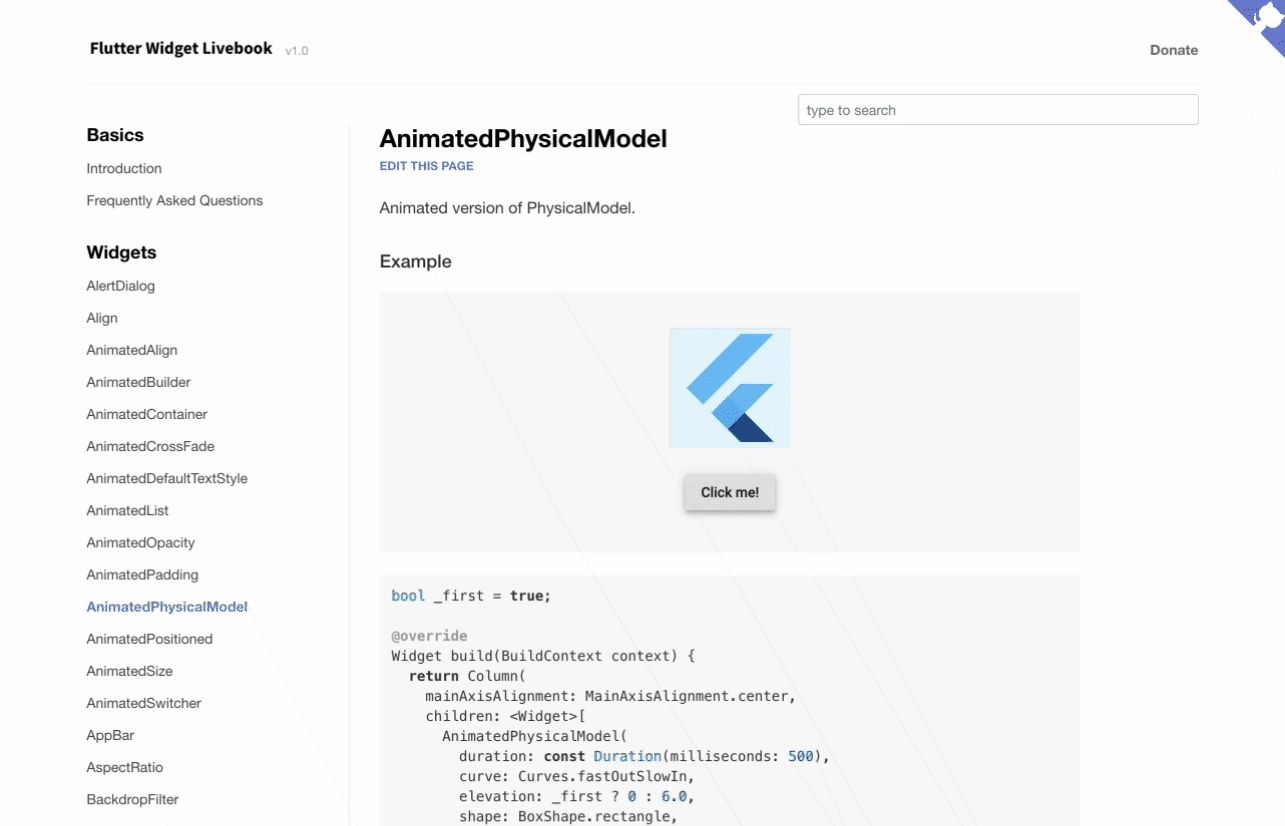 Flutter Widget Livebook v1.0
Donate
type to search
Basics
Introduction
Frequently Asked Questions
Widgets
AlertDialog
Align
AnimatedAlign
AnimatedBuilder
AnimatedContainer
AnimatedCrossFade
AnimatedDefaultTextStyle
AnimatedList
AnimatedOpacity
AnimatedPadding
AnimatedPhysicalModel
AnimatedPositioned
AnimatedSize
AnimatedSwitcher
AppBar
AspectRatio
BackdropFilter
AnimatedPhysicalModel
EDIT THIS PAGE
Animated version of PhysicalModel.
Example
Click me!
bool _first = true;
@override
Widget build(BuildContext context) {
  return Column(
    mainAxisAlignment: MainAxisAlignment.center,
    children: <Widget>[
      AnimatedPhysicalModel(
        duration: const Duration(milliseconds: 500),
        curve: Curves.fastOutSlowIn,
        elevation: _first ? 0 : 6.0,
        shape: BoxShape.rectangle,